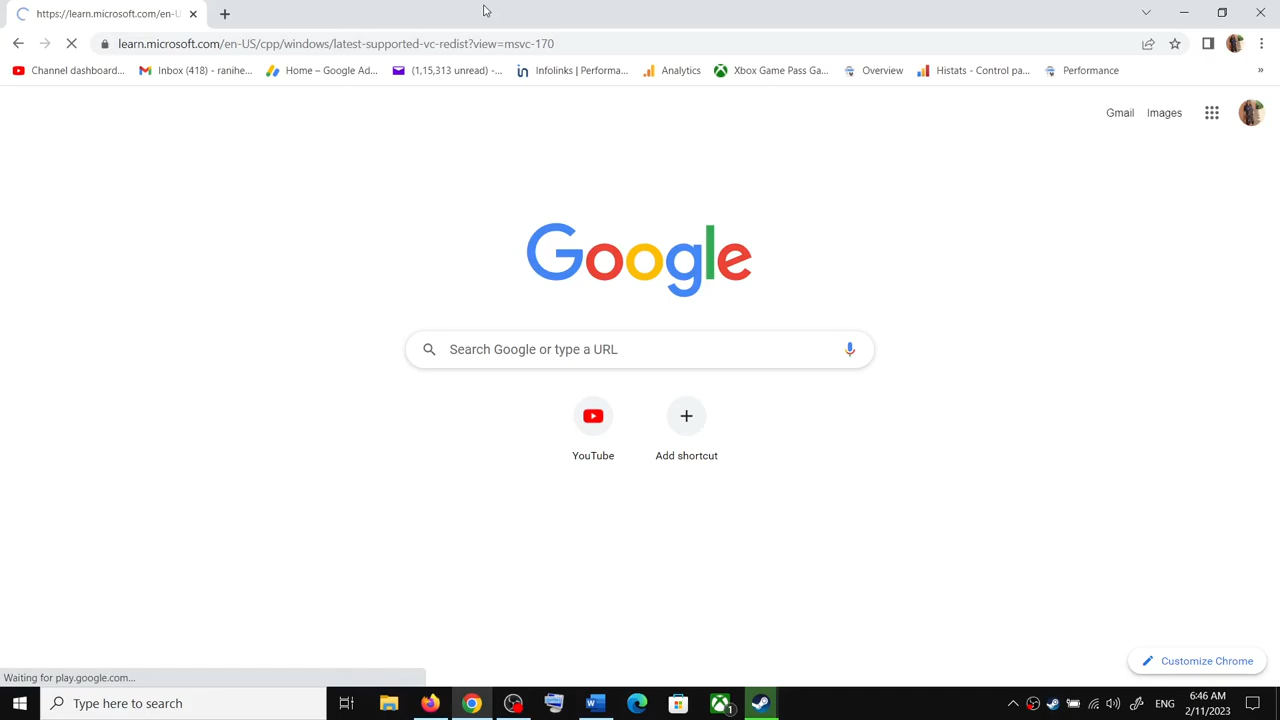 https://learn.microsoft.com/en-U
learn.microsoft.com/en-US/cpp/windows/latest-supported-vc-redist?view=msvc-170
Channel dashboard... Inbox (418) - ranihe... Home – Google Ad... (1,15,313 unread) -... Infolinks | Performa... Analytics Xbox Game Pass Ga... Overview Histats - Control pa... Performance »
Gmail Images
Google
Search Google or type a URL
YouTube Add shortcut
Customize Chrome
Waiting for play.google.com...
Type here to search
1
ENG
6:46 AM
2/11/2023